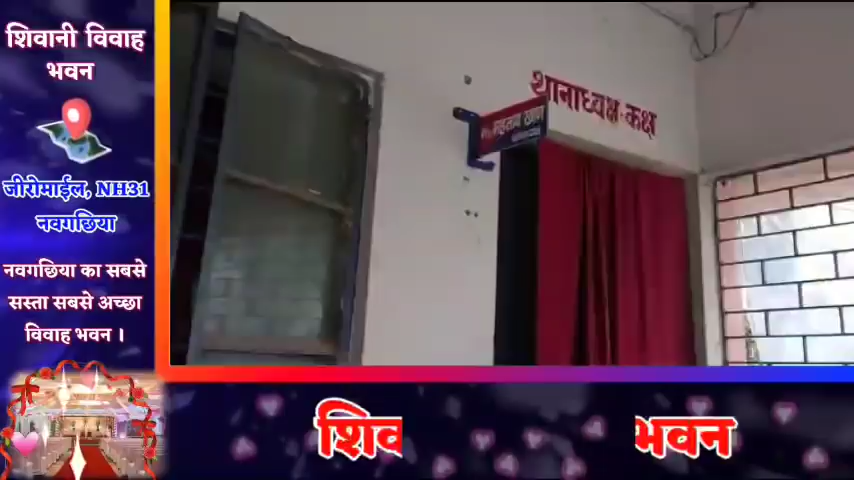 शिवानी विवाह
भवन
जीरोमाईल, NH31
नवगछिया
नवगछिया का सबसे
सस्ता सबसे अच्छा
विवाह भवन ।
थानाध्यक्ष-कक्ष
शिव भवन